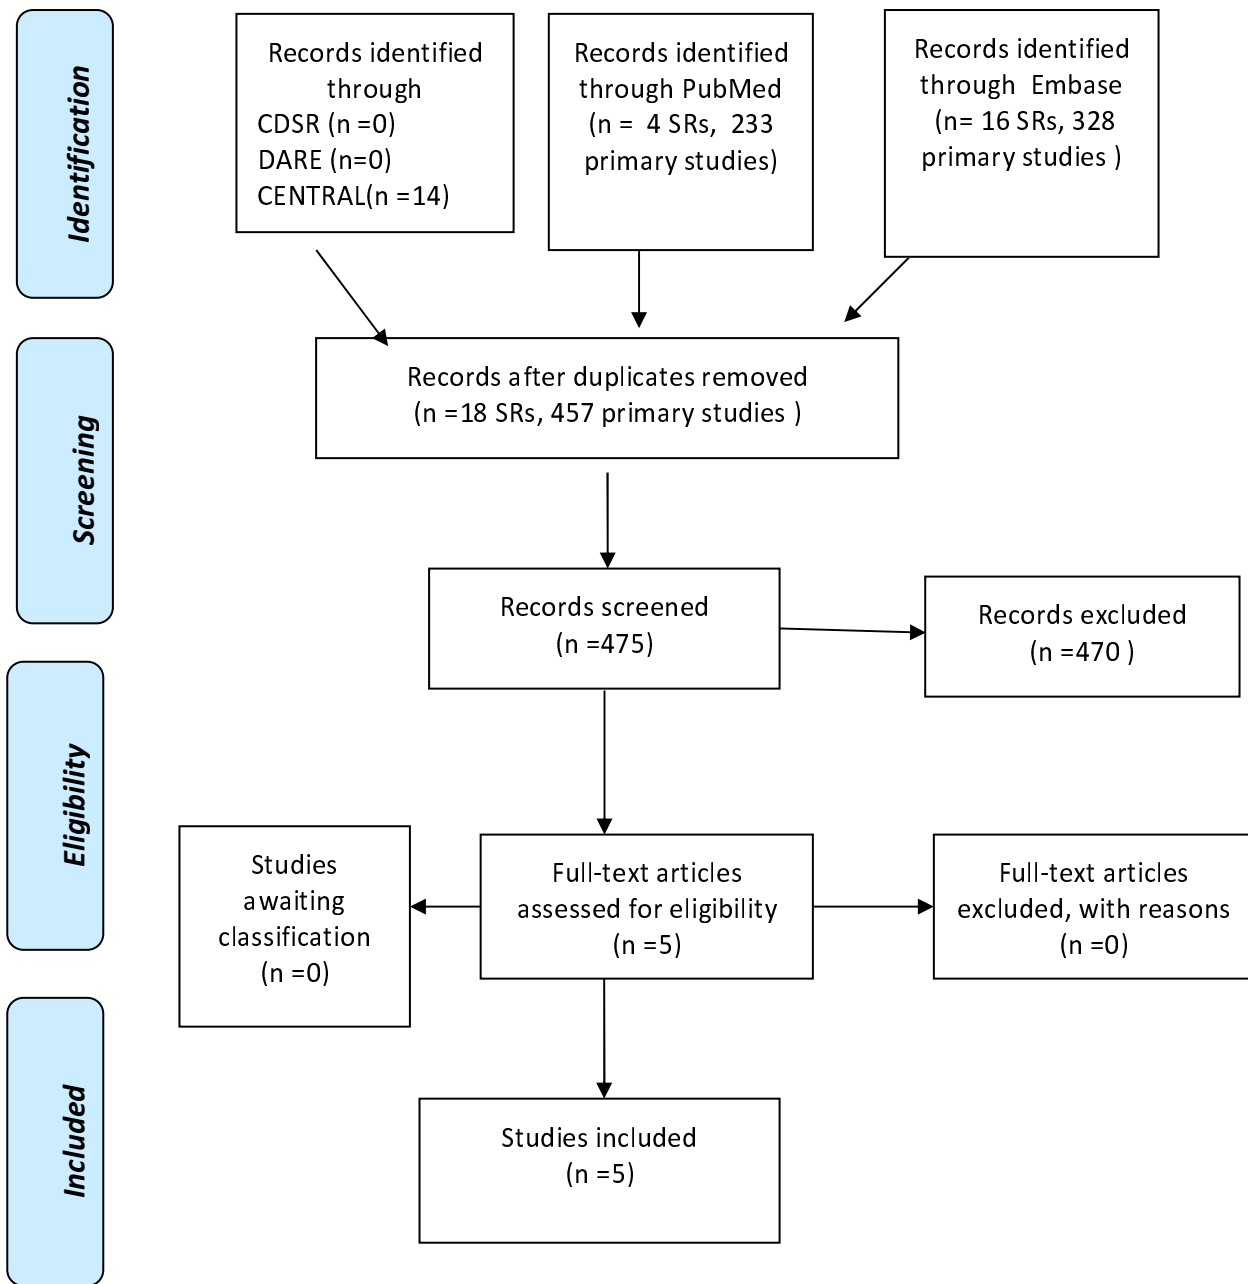 Identification
Records identified
through
CDSR (n =0)
DARE (n=0)
CENTRAL(n =14)
Records identified
through PubMed
(n = 4 SRs, 233
primary studies)
Records identified
through Embase
(n= 16 SRs, 328
primary studies )
Screening
Records after duplicates removed
(n =18 SRs, 457 primary studies )
Records screened
(n =475)
Records excluded
(n =470 )
Eligibility
Studies
awaiting
classification
(n =0)
Full-text articles
assessed for eligibility
(n =5)
Full-text articles
excluded, with reasons
(n =0)
Included
Studies included
(n =5)